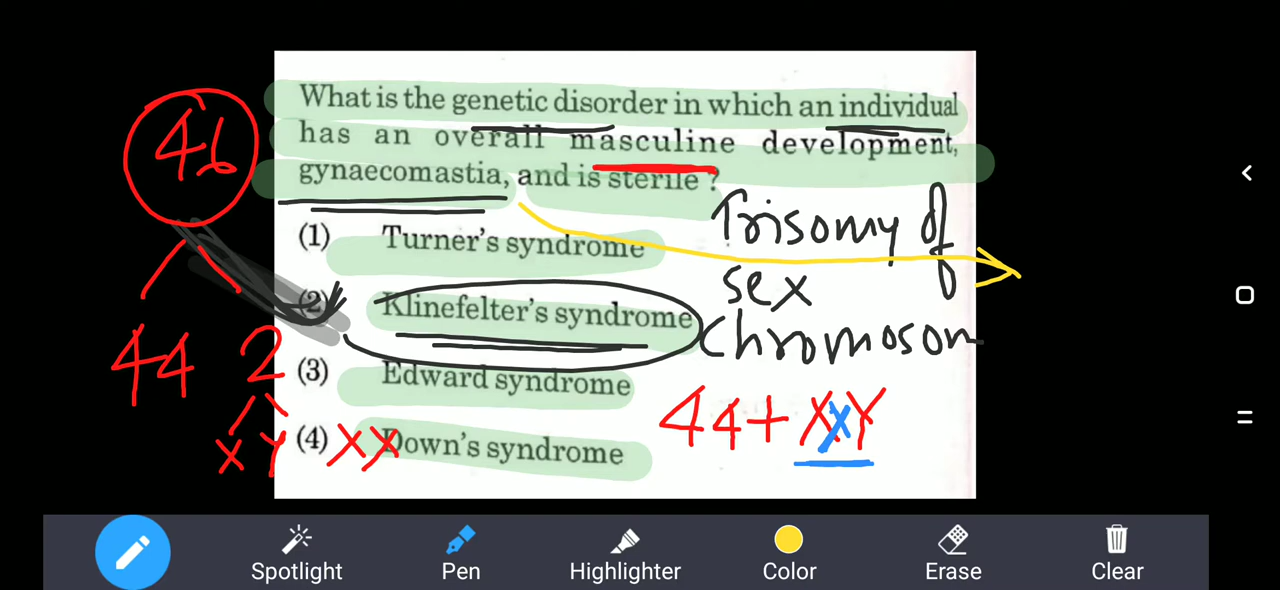 What is the genetic disorder in which an individual
has an overall masculine development,
gynaecomastia, and is sterile ?
(1) Turner's syndrome
(2) Klinefelter's syndrome
(3) Edward syndrome
(4) Down's syndrome
46
44 2
X Y XX
Trisomy of
sex
Chromosom
44+XXY
Spotlight Pen Highlighter Color Erase Clear